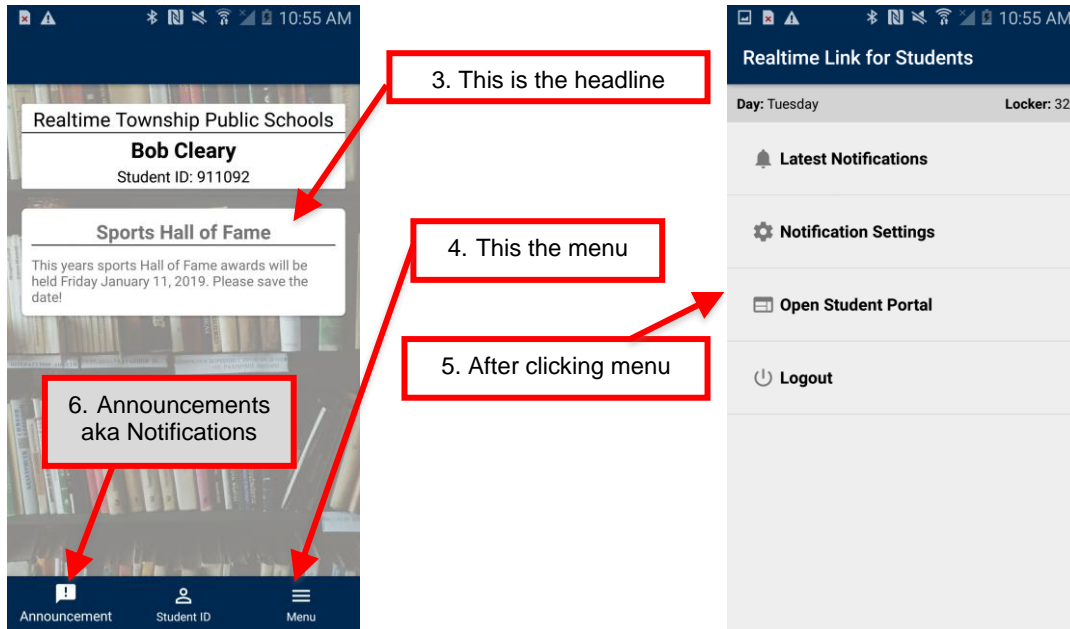 10:55 AM
Realtime Township Public Schools
Bob Cleary
Student ID: 911092
Sports Hall of Fame
This years sports Hall of Fame awards will be
held Friday January 11, 2019. Please save the
date!
Announcement
Student ID
Menu
3. This is the headline
4. This the menu
5. After clicking menu
6. Announcements
aka Notifications
10:55 AM
Realtime Link for Students
Day: Tuesday Locker: 32
Latest Notifications
Notification Settings
Open Student Portal
Logout